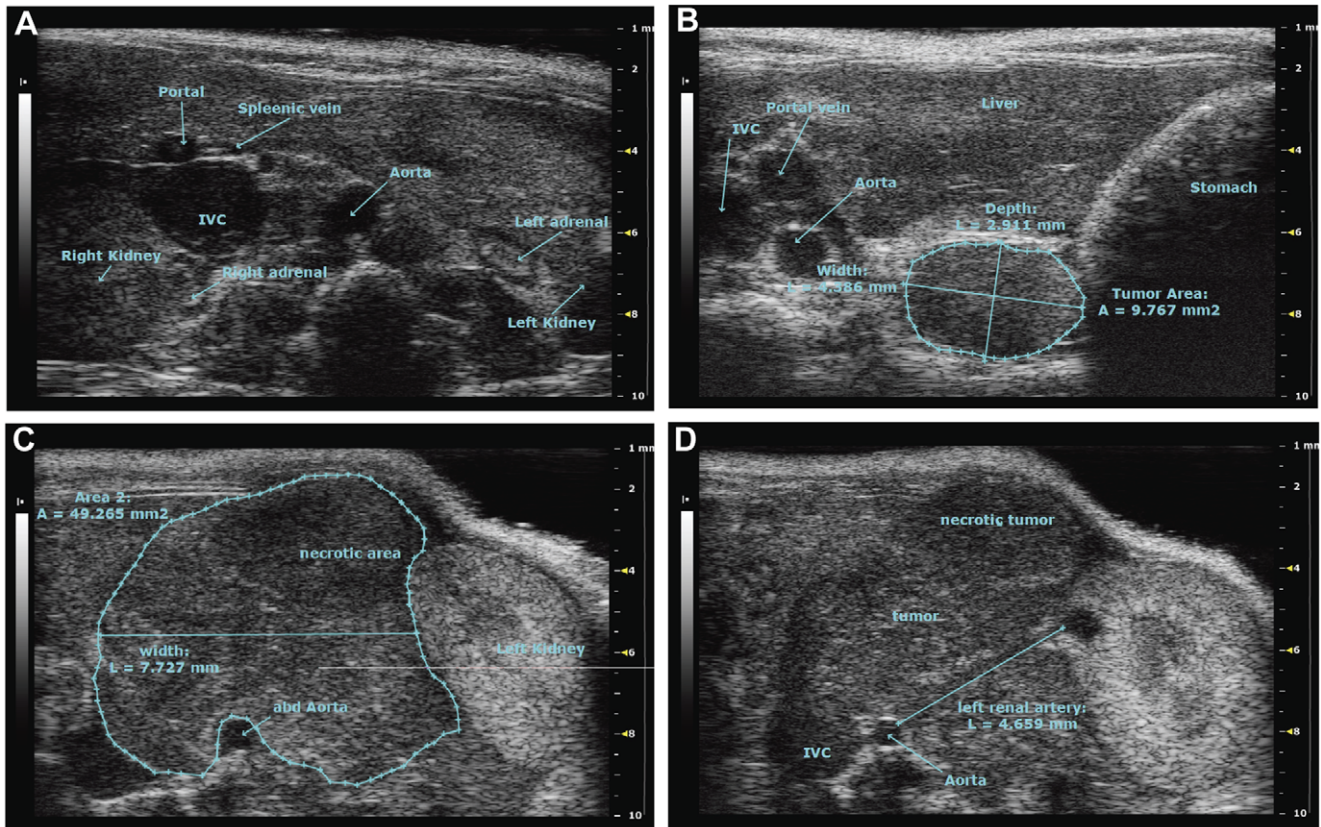 A
1 mm
Portal
Spleenic vein
2
4
Aorta
IVC
Left adrenal
6
Right Kidney
Right adrenal
Left Kidney
8
10
B
1 mm
2
Portal vein
Liver
IVC
4
Aorta
Stomach
Depth:
L = 2.911 mm
6
Width:
L = 4.586 mm
Tumor Area:
A = 9.767 mm2
8
10
C
1 mm
2
Area 2:
A = 49.265 mm2
necrotic area
4
width:
L = 7.727 mm
Left Kidney
6
abd Aorta
8
10
D
1 mm
2
necrotic tumor
4
tumor
6
left renal artery:
L = 4.659 mm
IVC
8
Aorta
10